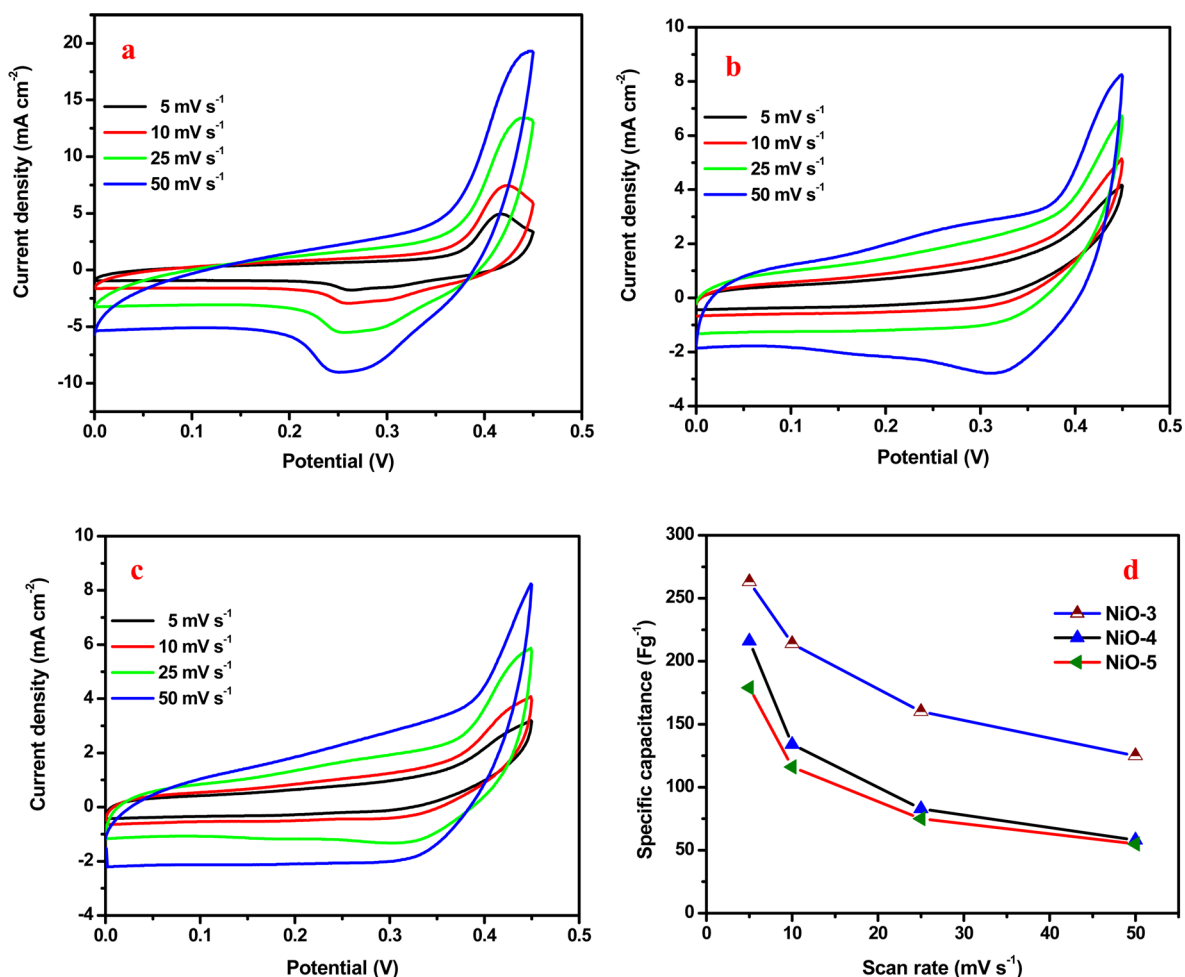 a
5 mV s⁻¹
10 mV s⁻¹
25 mV s⁻¹
50 mV s⁻¹
20
15
10
5
0
-5
-10
Current density (mA cm⁻²)
0.0 0.1 0.2 0.3 0.4 0.5
Potential (V)
b
5 mV s⁻¹
10 mV s⁻¹
25 mV s⁻¹
50 mV s⁻¹
10
8
6
4
2
0
-2
-4
Current density (mA cm⁻²)
0.0 0.1 0.2 0.3 0.4 0.5
Potential (V)
c
5 mV s⁻¹
10 mV s⁻¹
25 mV s⁻¹
50 mV s⁻¹
10
8
6
4
2
0
-2
-4
Current density (mA cm⁻²)
0.0 0.1 0.2 0.3 0.4 0.5
Potential (V)
d
NiO-3
NiO-4
NiO-5
300
250
200
150
100
50
0
Specific capacitance (Fg⁻¹)
0 10 20 30 40 50
Scan rate (mV s⁻¹)